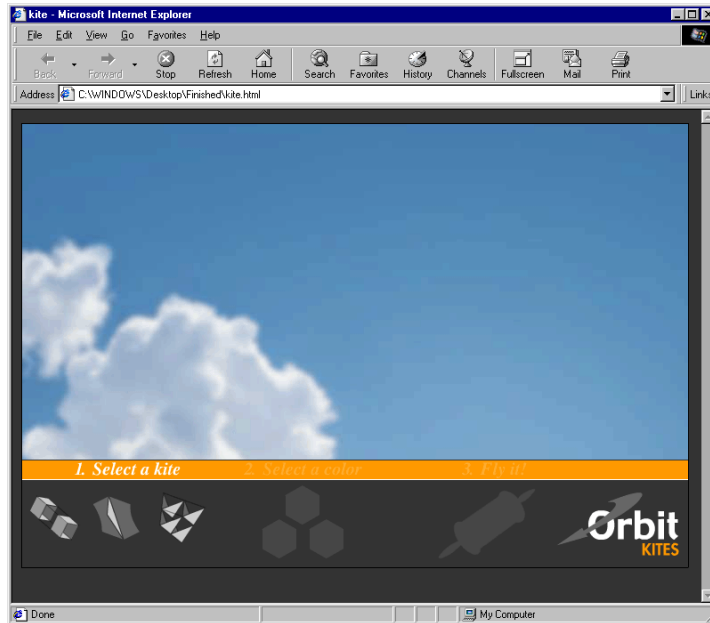 kite - Microsoft Internet Explorer
File Edit View Go Favorites Help
Back Forward Stop Refresh Home Search Favorites History Channels Fullscreen Mail Print
Address C:\WINDOWS\Desktop\Finished\kite.html Links
1. Select a kite 2. Select a color 3. Fly it!
Orbit
KITES
Done My Computer